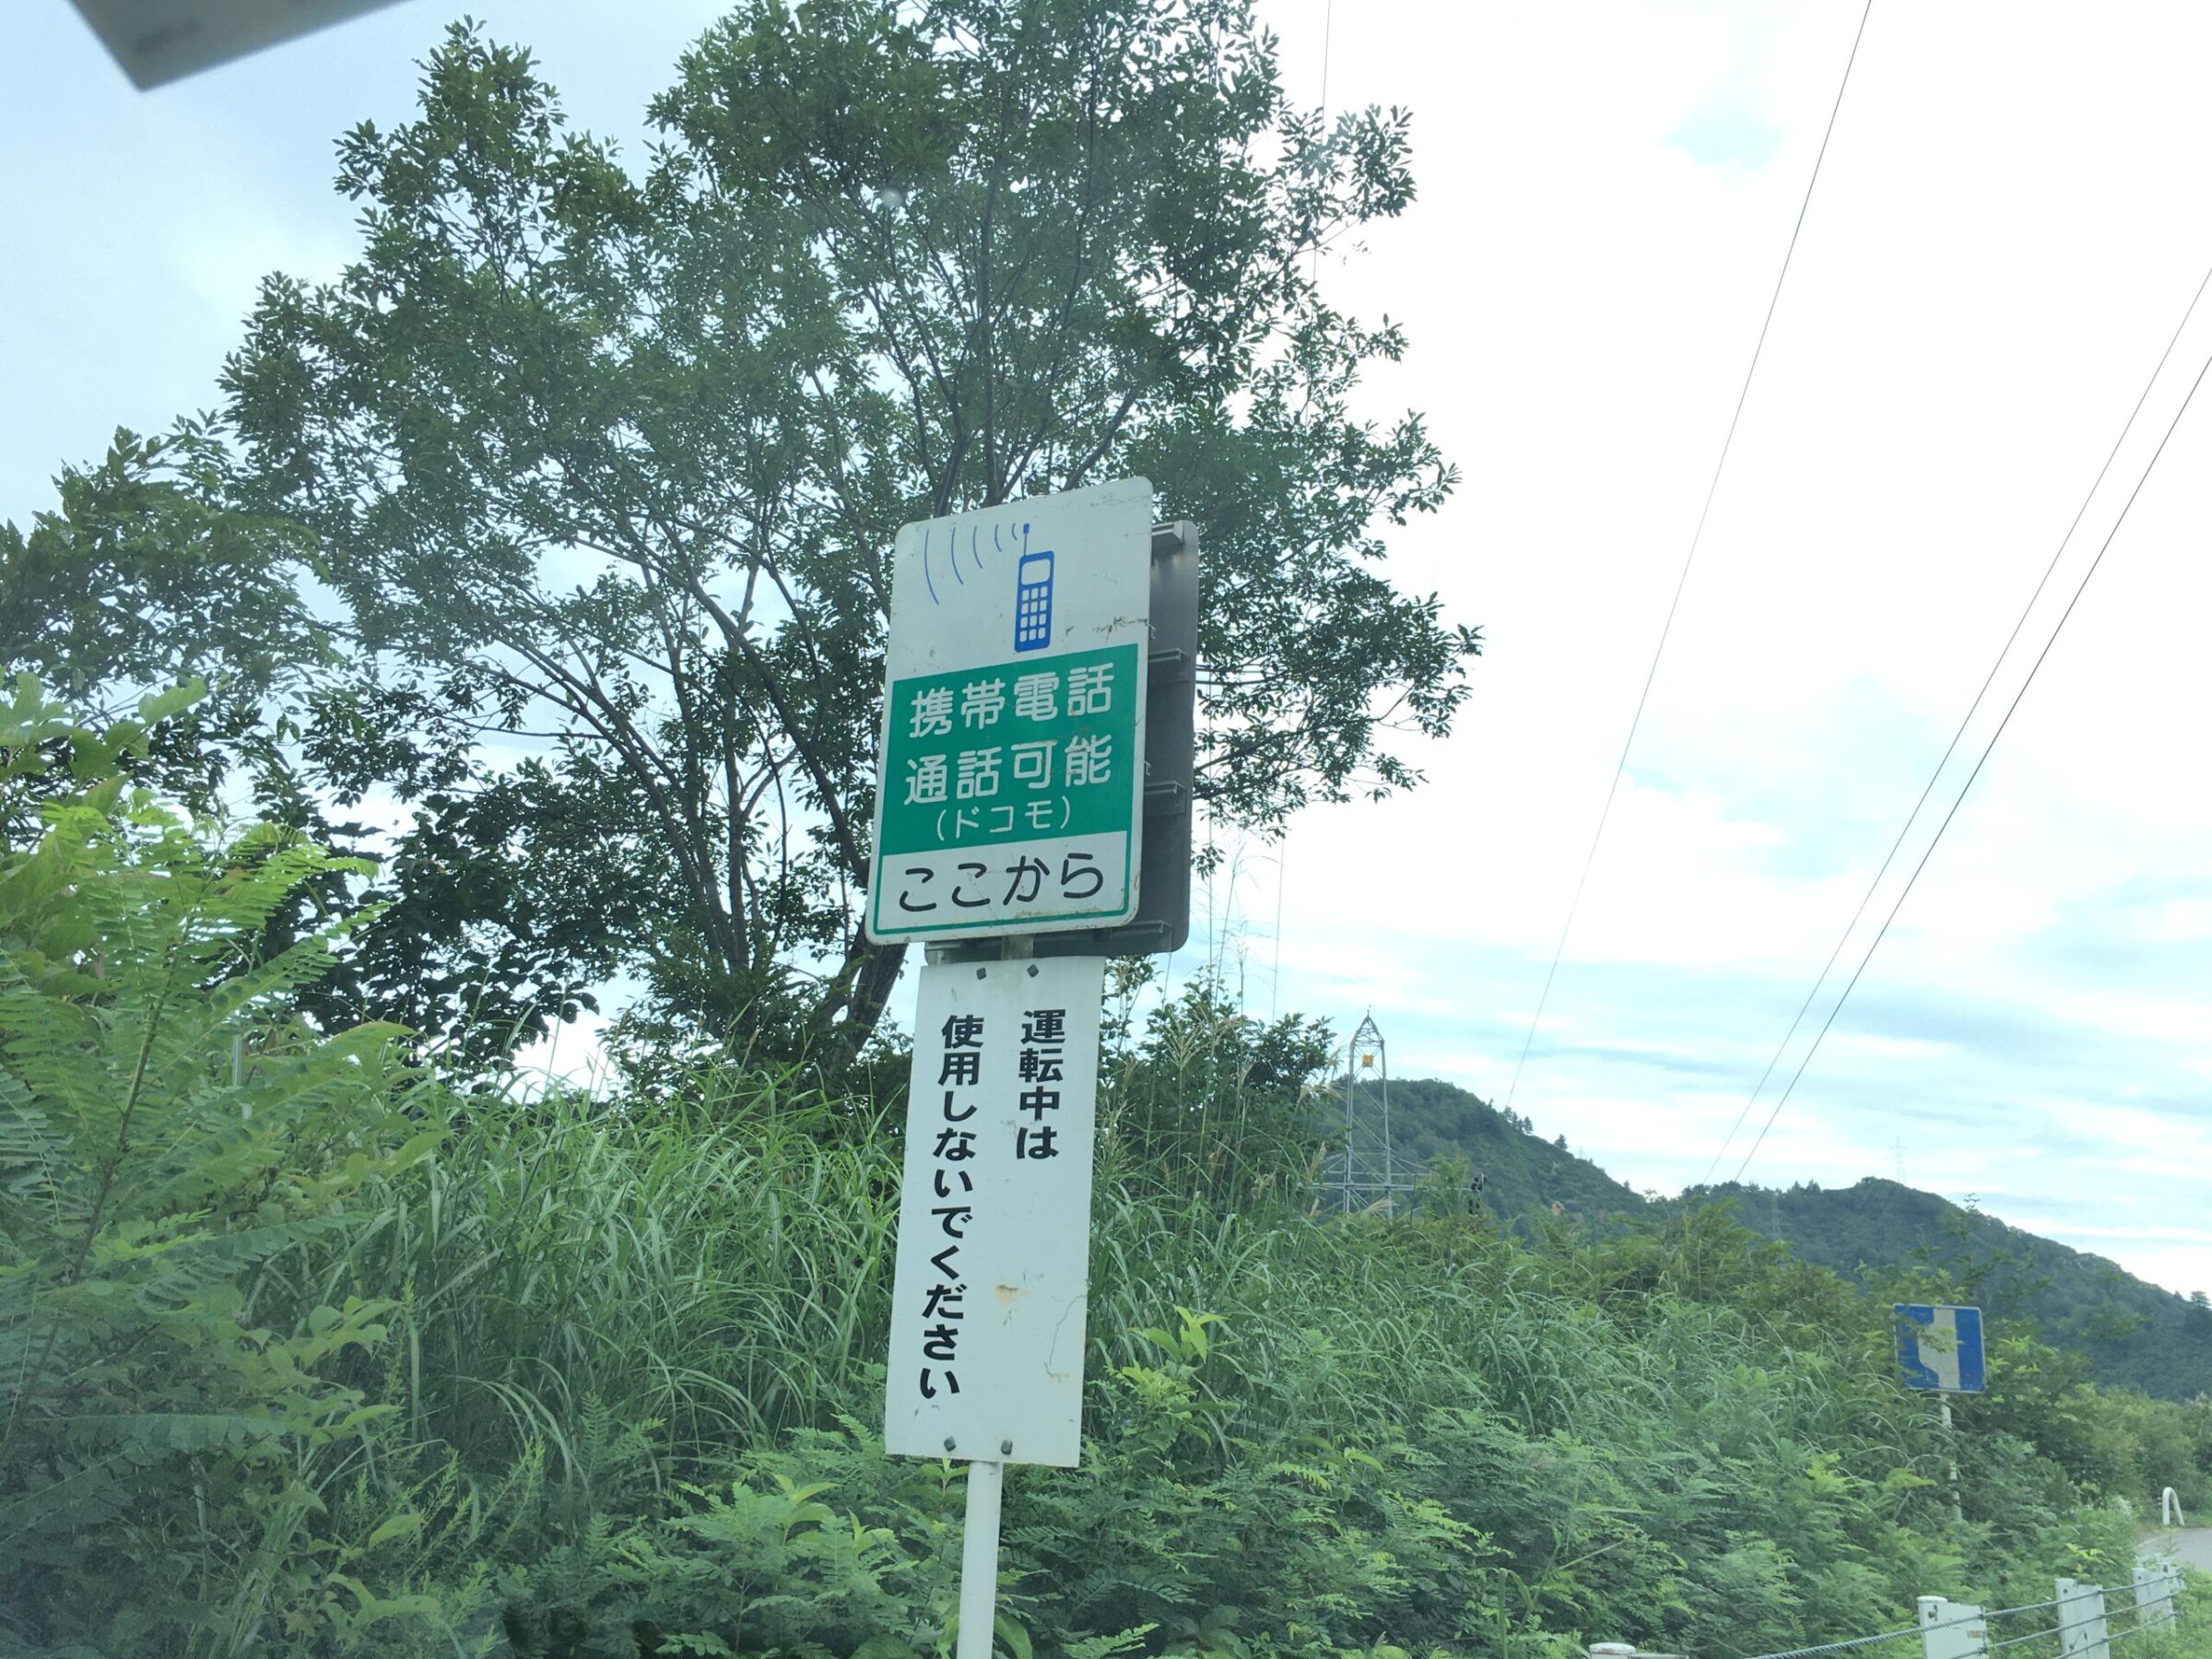 携帯電話
通話可能
(ドコモ)
ここから
運転中は
使用しないでください